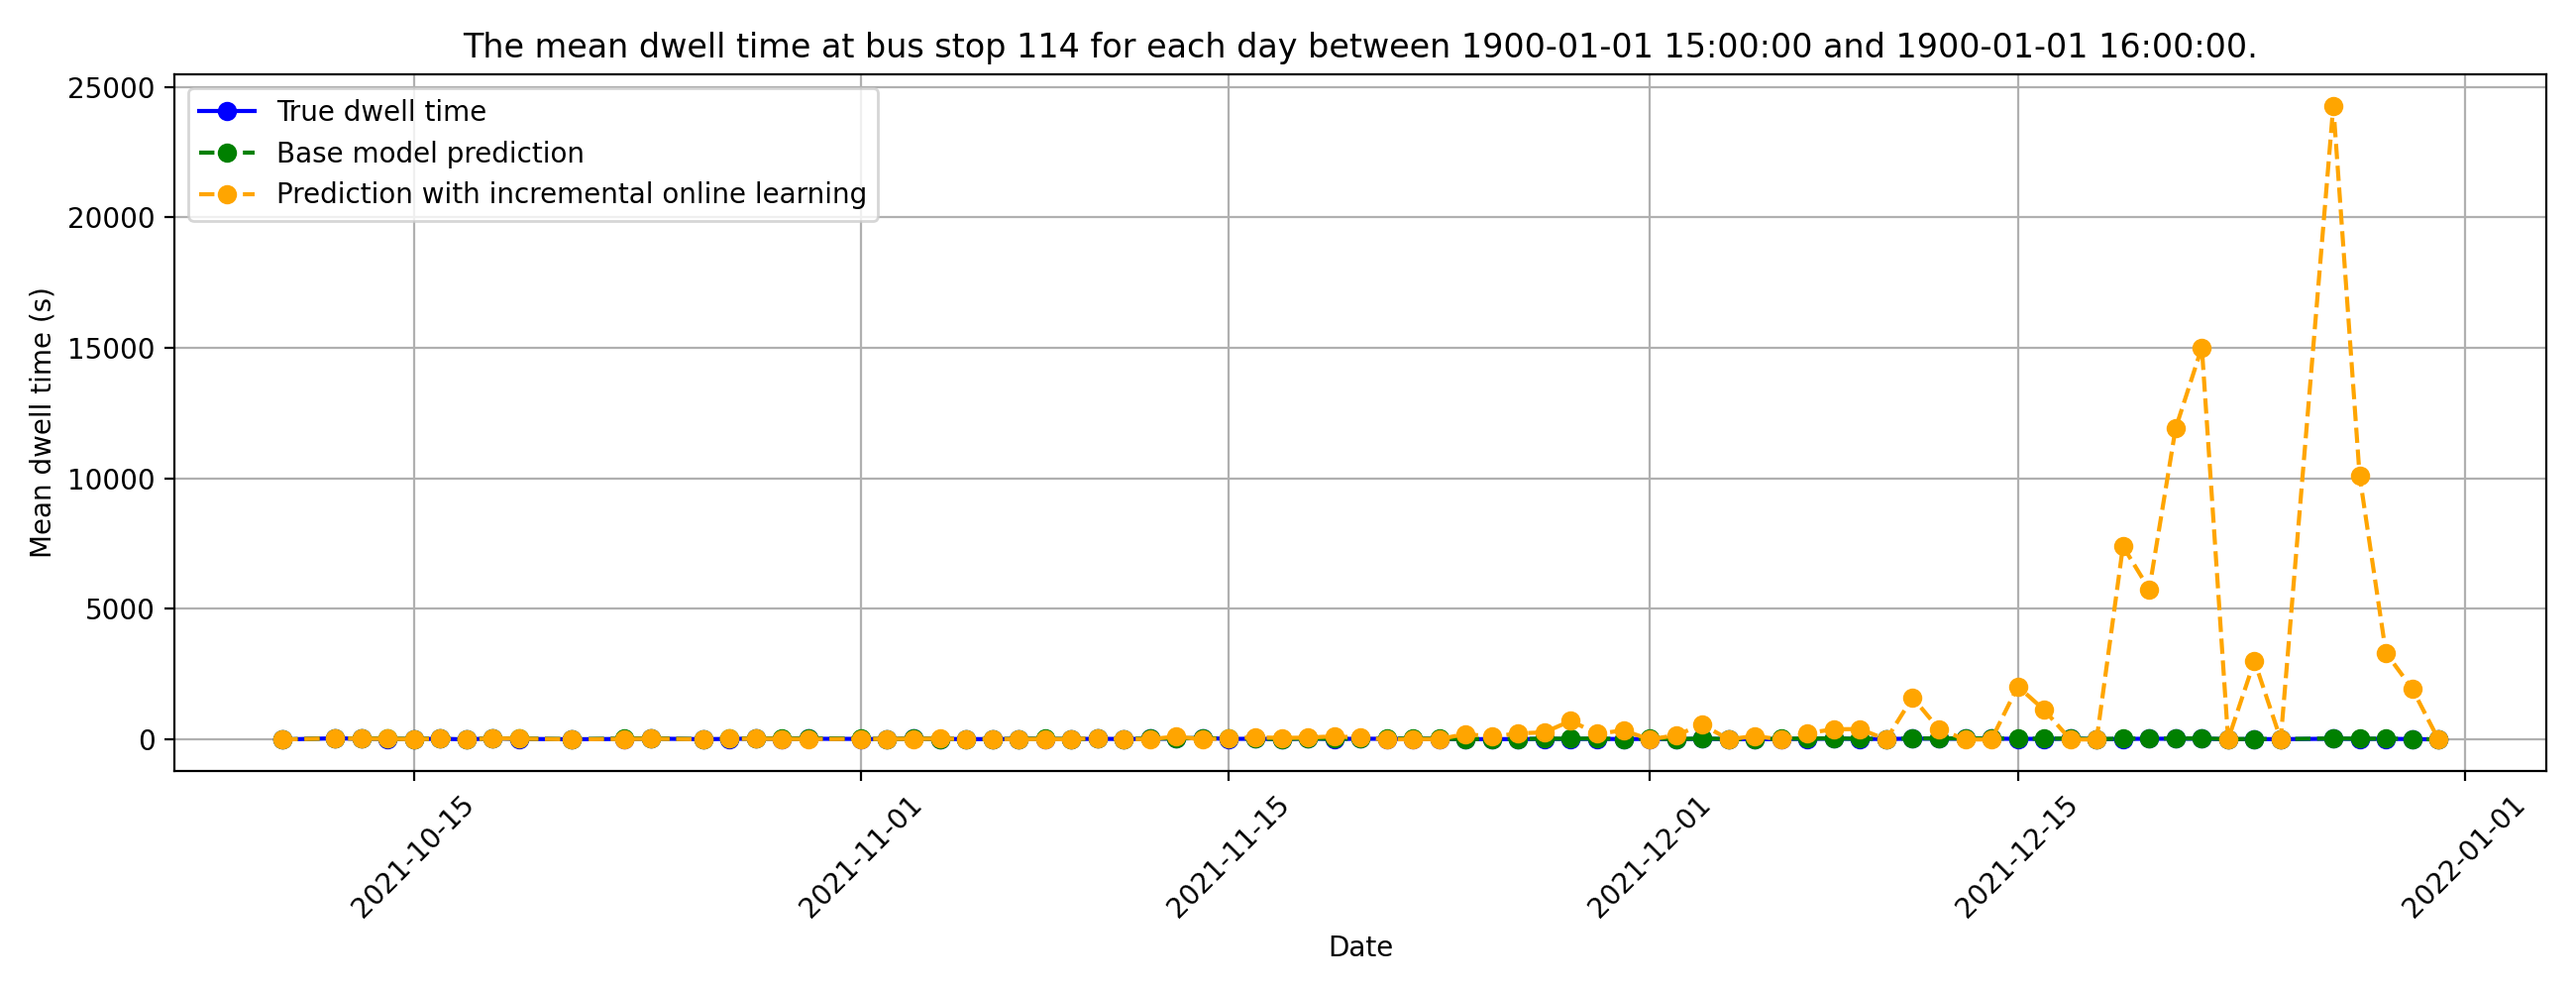 The mean dwell time at bus stop 114 for each day between 1900-01-01 15:00:00 and 1900-01-01 16:00:00.
True dwell time
Base model prediction
Prediction with incremental online learning
Mean dwell time (s)
25000
20000
15000
10000
5000
0
2021-10-15
2021-11-01
2021-11-15
2021-12-01
2021-12-15
2022-01-01
Date